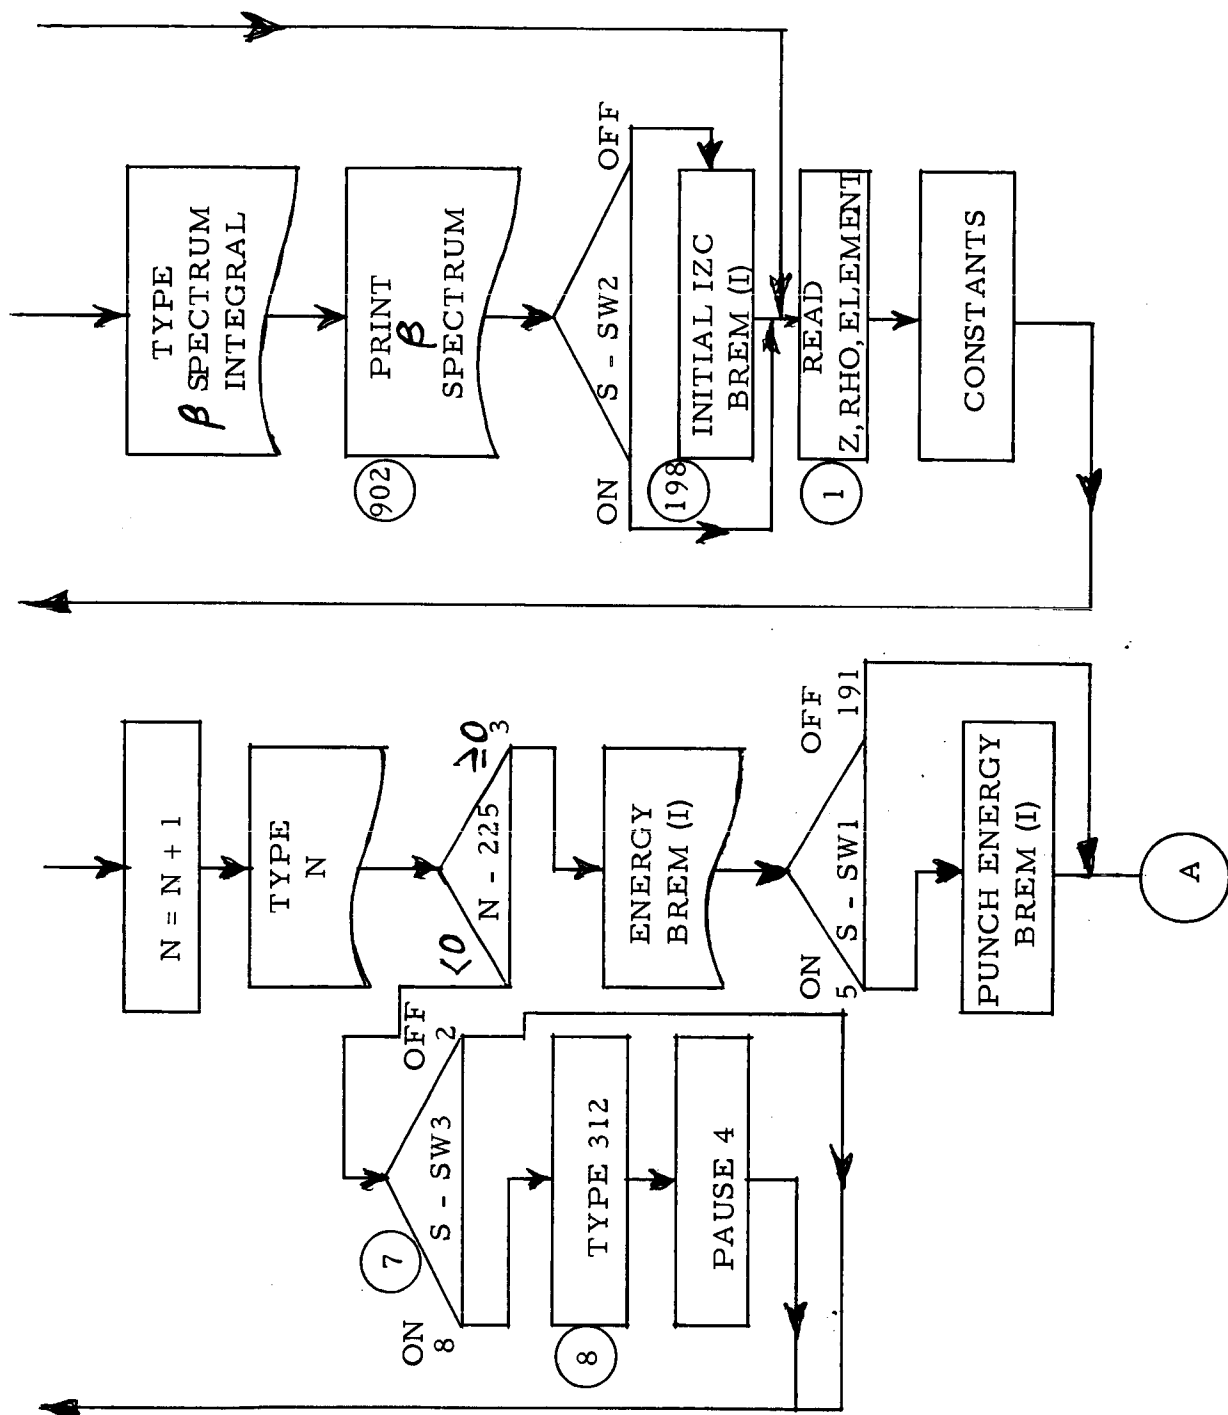 TYPE
β SPECTRUM
INTEGRAL
902
PRINT
β
SPECTRUM
ON
S - SW2
OFF
198
INITIAL IZC
BREM (I)
1
READ
Z, RHO, ELEMENT
CONSTANTS
N = N + 1
TYPE
N
<0
N - 225
≥0
3
ENERGY
BREM (I)
ON
5
S - SW1
OFF
191
PUNCH ENERGY
BREM (I)
A
7
ON
8
S - SW3
OFF
2
8
TYPE 312
PAUSE 4